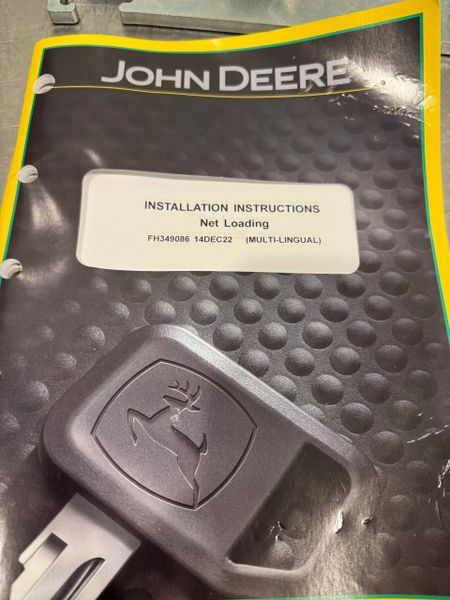 JOHN DEERE
INSTALLATION INSTRUCTIONS
Net Loading
FH349086 14DEC22 (MULTI-LINGUAL)